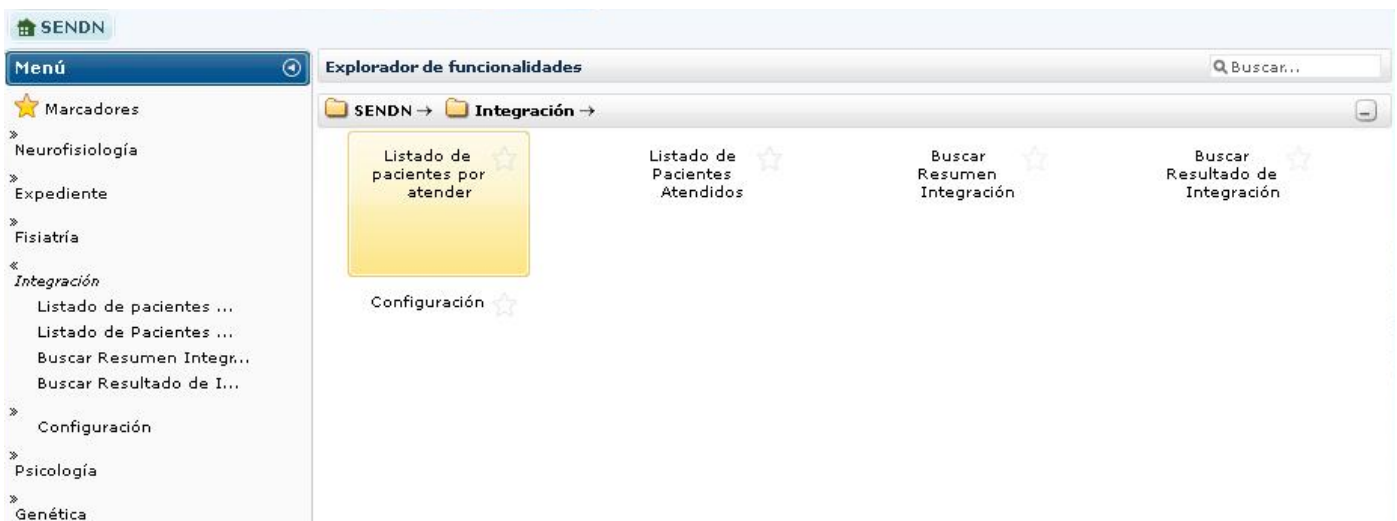 SENDN
Menú
Marcadores
»
Neurofisiología
»
Expediente
»
Fisiatría
«
Integración
Listado de pacientes ...
Listado de Pacientes ...
Buscar Resumen Integr...
Buscar Resultado de I...
»
Configuración
»
Psicología
»
Genética
Explorador de funcionalidades
Buscar...
SENDN → Integración →
Listado de
pacientes por
atender
Listado de
Pacientes
Atendidos
Buscar
Resumen
Integración
Buscar
Resultado de
Integración
Configuración